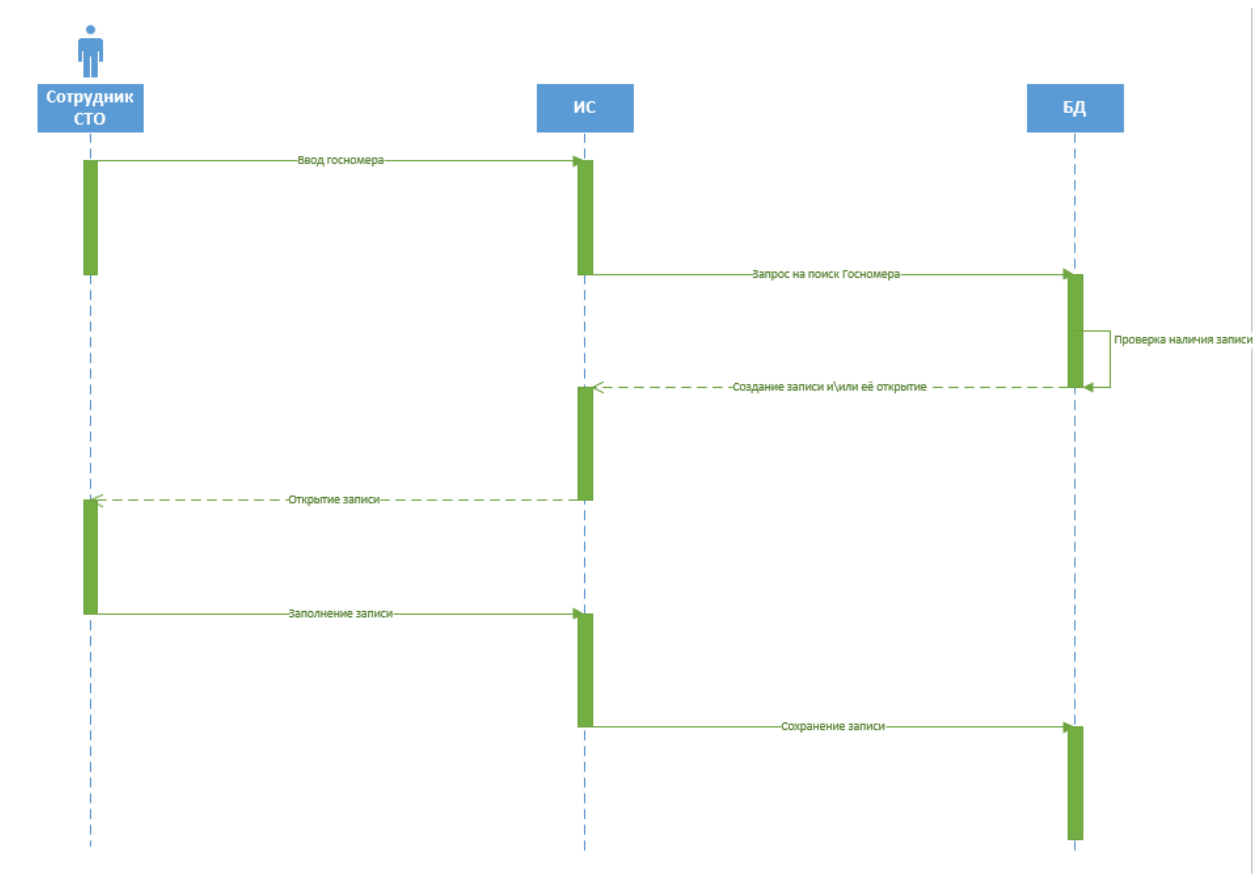 Сотрудник
СТО
ИС
БД
Ввод госномера
Запрос на поиск Госномера
Проверка наличия записи
Создание записи и\или её открытие
Открытие записи
Заполнение записи
Сохранение записи